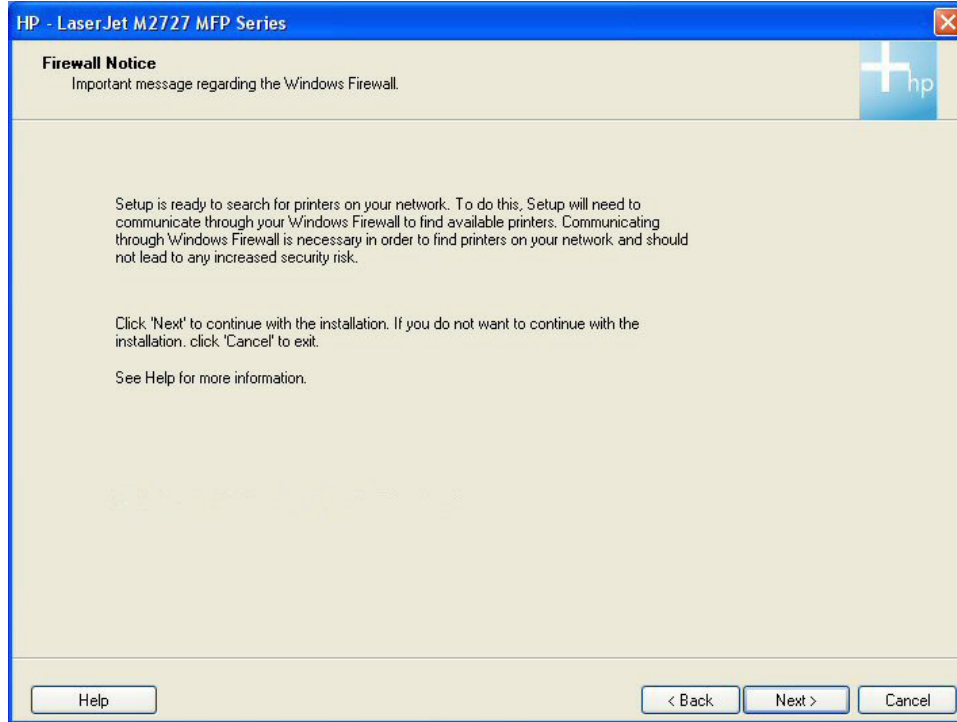 HP - LaserJet M2727 MFP Series
Firewall Notice
Important message regarding the Windows Firewall.
hp
Setup is ready to search for printers on your network. To do this, Setup will need to
communicate through your Windows Firewall to find available printers. Communicating
through Windows Firewall is necessary in order to find printers on your network and should
not lead to any increased security risk.
Click 'Next' to continue with the installation. If you do not want to continue with the
installation. click 'Cancel' to exit.
See Help for more information.
Help
< Back
Next >
Cancel